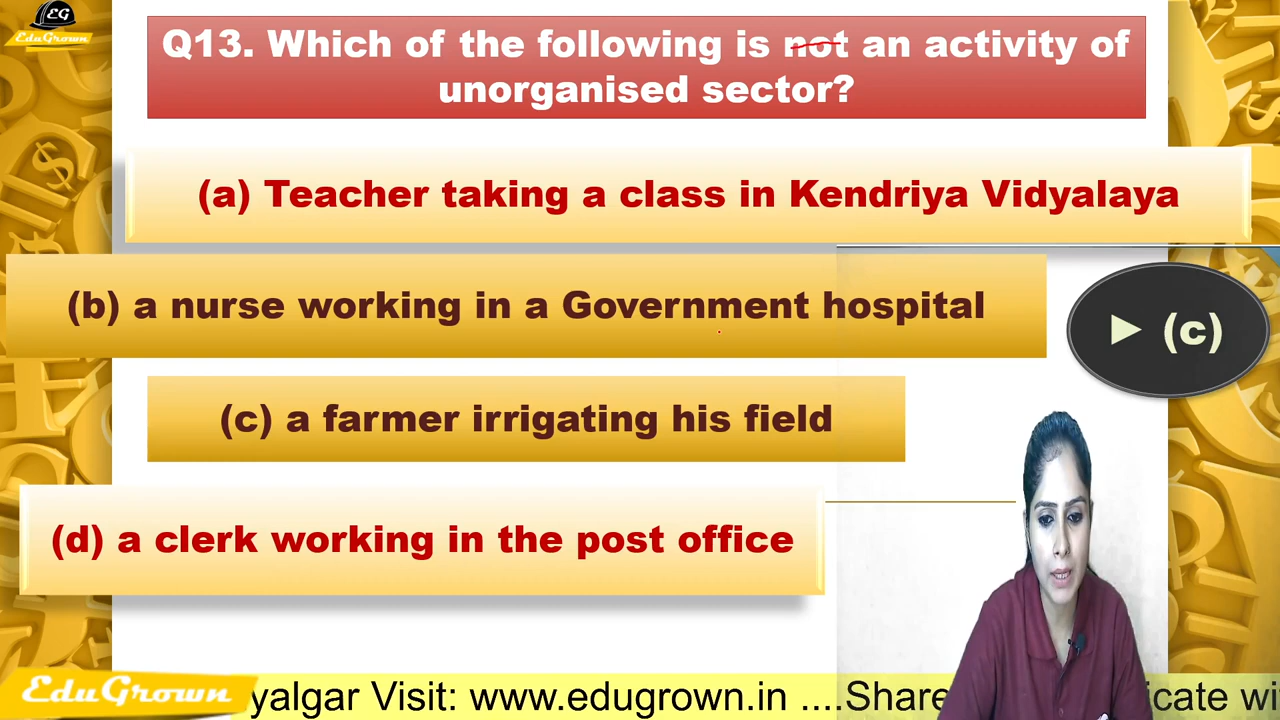 EG
EduGrown
Q13. Which of the following is not an activity of
unorganised sector?
(a) Teacher taking a class in Kendriya Vidyalaya
(b) a nurse working in a Government hospital
(c)
(c) a farmer irrigating his field
(d) a clerk working in the post office
EduGrown
yalgar Visit: www.edugrown.in ....Share